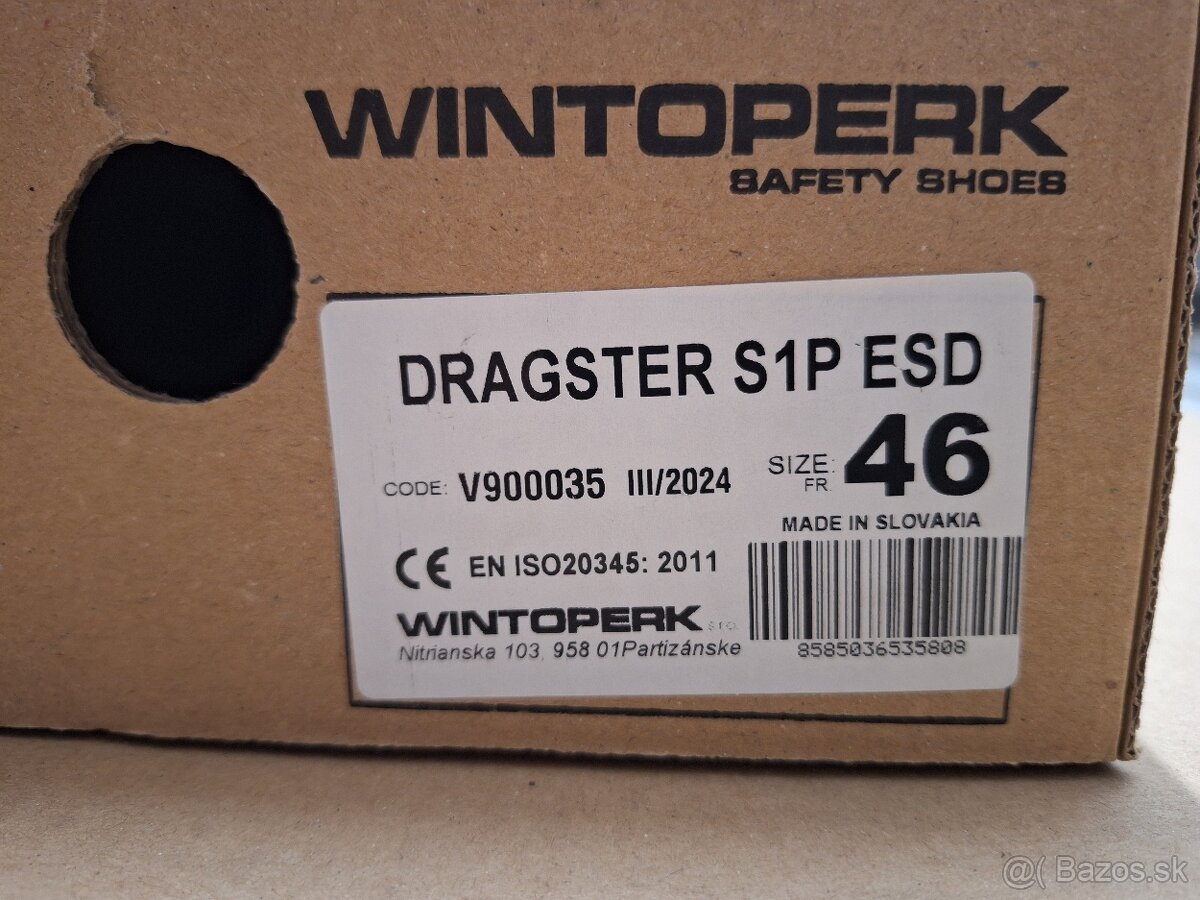 WINTOPERK
SAFETY SHOES
DRAGSTER S1P ESD
CODE: V900035 III/2024
SIZE: 46
FR.
MADE IN SLOVAKIA
CE EN ISO20345: 2011
WINTOPERK s.r.o.
Nitrianska 103, 958 01Partizánske
8585036535808
@( Bazos.sk